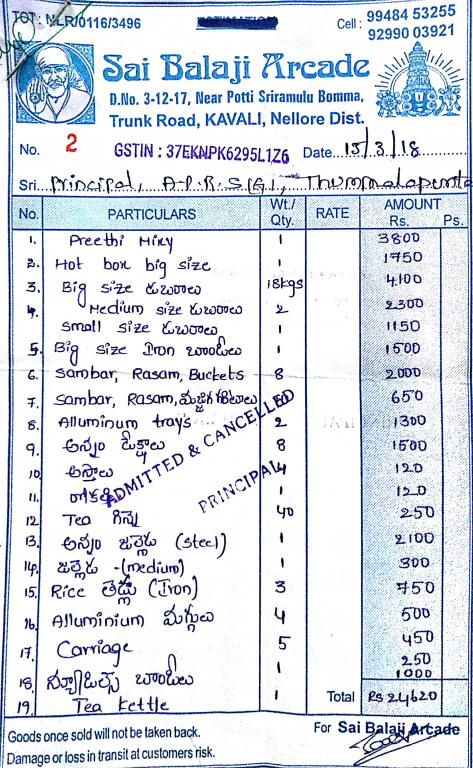 TOT: NLR/0116/3496
Cell : 99484 53255
92990 03921
Sai Balaji Arcade
D.No. 3-12-17, Near Potti Sriramulu Bomma,
Trunk Road, KAVALI, Nellore Dist.
No. 2 GSTIN : 37EKNPK6295L1Z6 Date 15/3/18
Sri Principal, A.P.R.S(G), Thummalapenta
No. PARTICULARS Wt./ Qty. RATE AMOUNT Rs. Ps.
1. Preethi Mixy 1 3800
2. Hot box big size 1 1750
3. Big size డబరాలు 18kgs 4100
4. Medium size డబరాలు 2 2300
small size డబరాలు 1 1150
5. Big size Iron బాండీలు 1 1500
6. Sambar, Rasam, Buckets 8 2000
7. Sambar, Rasam, 650
8. Alluminum tray's 2 1300
9. అన్నం 8 1500
10. 4 120
11. 1 120
12 Tea గిన్నె 40 250
13. అన్నం జల్లెడు (steel) 1 2100
14. జల్లెడు - (medium) 1 300
15. Rice తెడ్లు (Iron) 3 750
16. Alluminium మగ్గులు 4 500
17. Carriage 5 450
18. బాండీలు 1 250
19. Tea kettle 1 1000
Total Rs 24620
ADMITTED & CANCELLED
PRINCIPAL
Goods once sold will not be taken back.
Damage or loss in transit at customers risk.
For Sai Balaji Arcade